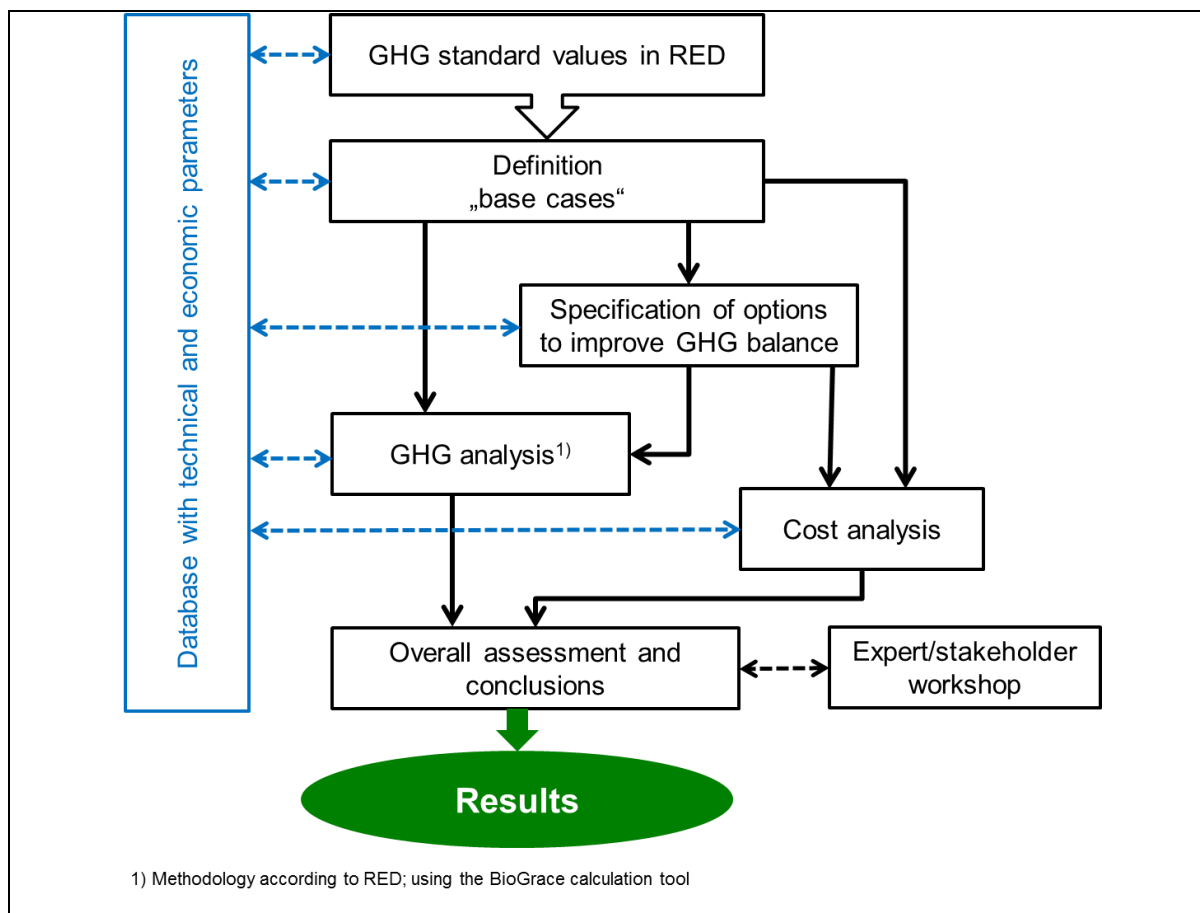 Database with technical and economic parameters
GHG standard values in RED
Definition
„base cases“
Specification of options
to improve GHG balance
GHG analysis1)
Cost analysis
Overall assessment and
conclusions
Expert/stakeholder
workshop
Results
1) Methodology according to RED; using the BioGrace calculation tool